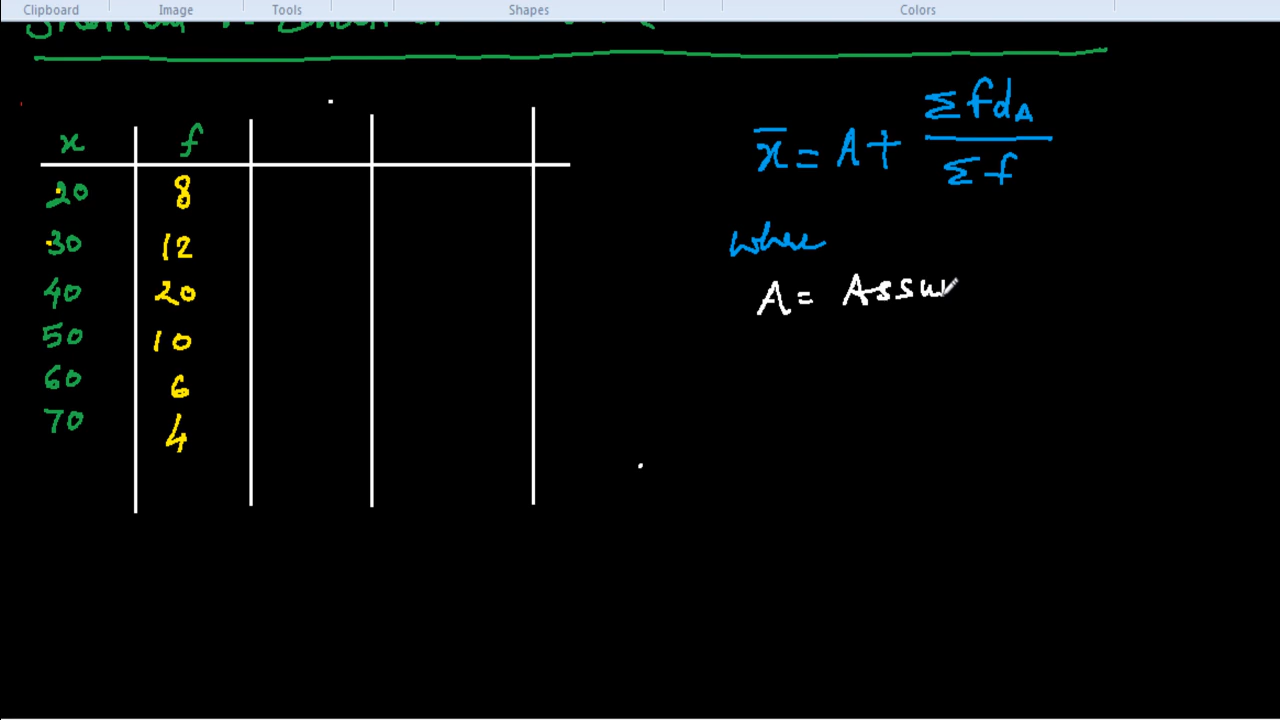 Clipboard Image Tools Shapes Colors
x f
20 8
30 12
40 20
50 10
60 6
70 4
x̄ = A + Σfd_A / Σf
where
A = Assum